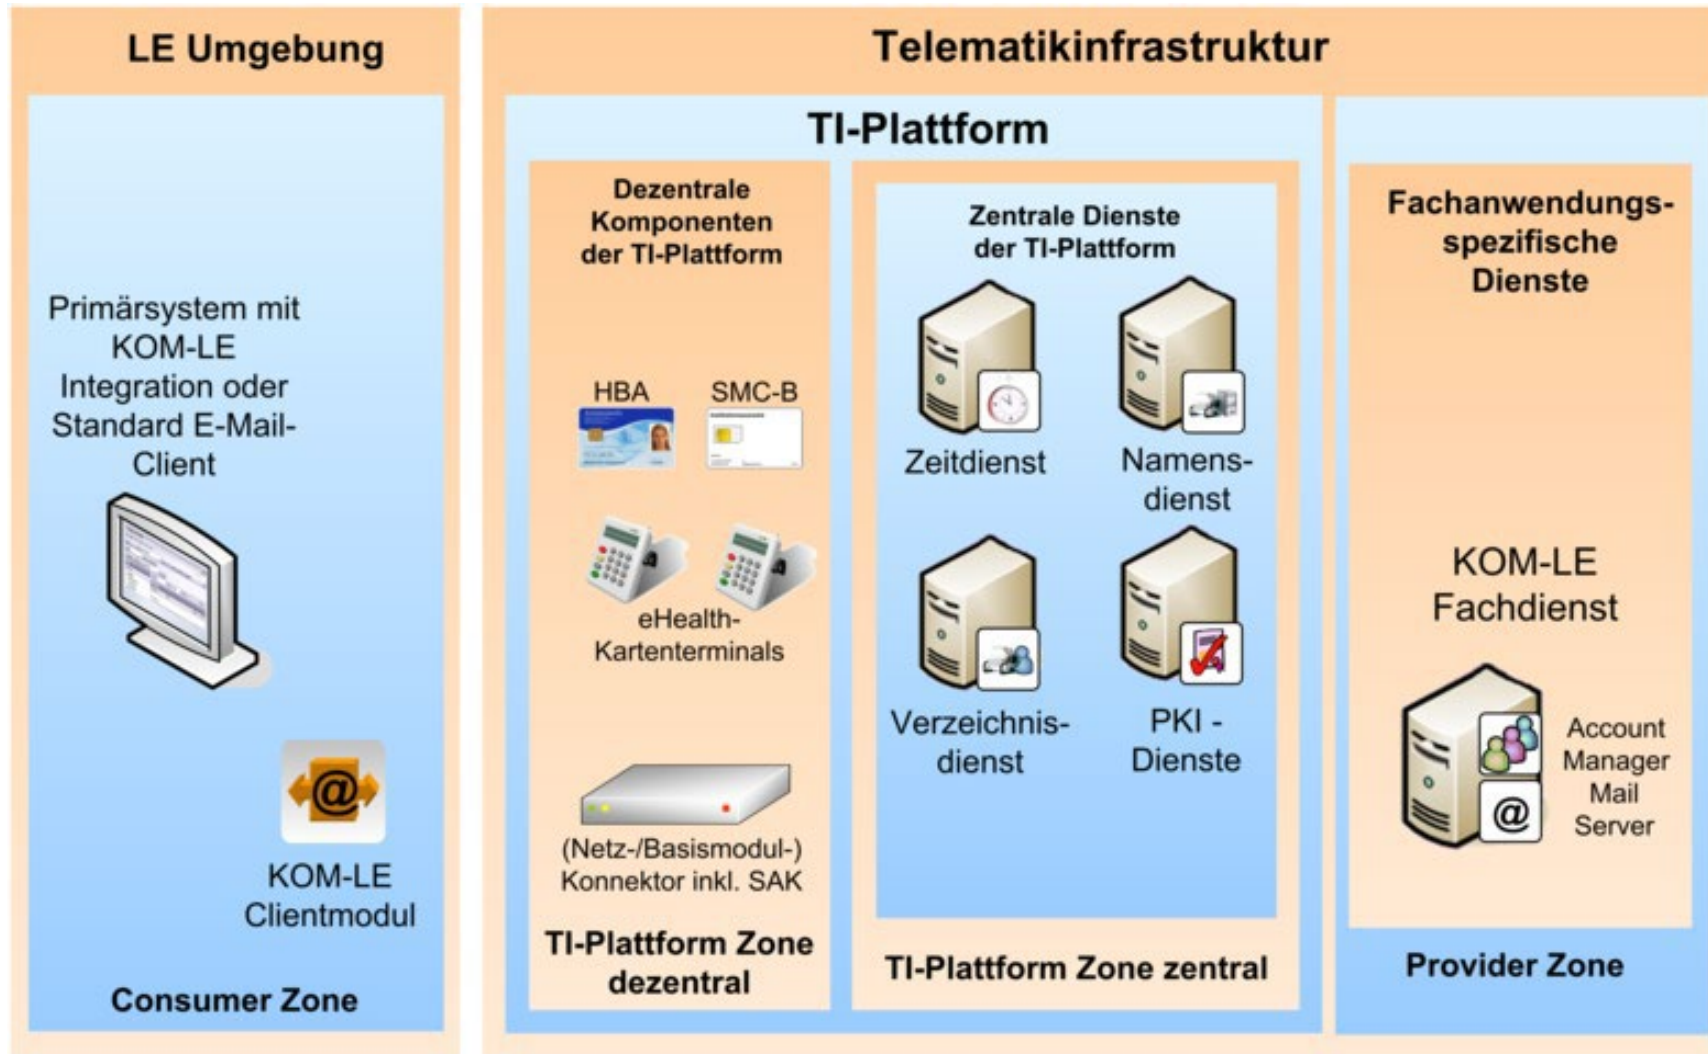 LE Umgebung
Primärsystem mit
KOM-LE
Integration oder
Standard E-Mail-
Client
KOM-LE
Clientmodul
Consumer Zone
Telematikinfrastruktur
TI-Plattform
Dezentrale
Komponenten
der TI-Plattform
HBA
SMC-B
eHealth-
Kartenterminals
(Netz-/Basismodul-)
Konnektor inkl. SAK
TI-Plattform Zone
dezentral
Zentrale Dienste
der TI-Plattform
Zeitdienst
Namens-
dienst
Verzeichnis-
dienst
PKI -
Dienste
TI-Plattform Zone zentral
Fachanwendungs-
spezifische
Dienste
KOM-LE
Fachdienst
Account
Manager
Mail
Server
Provider Zone